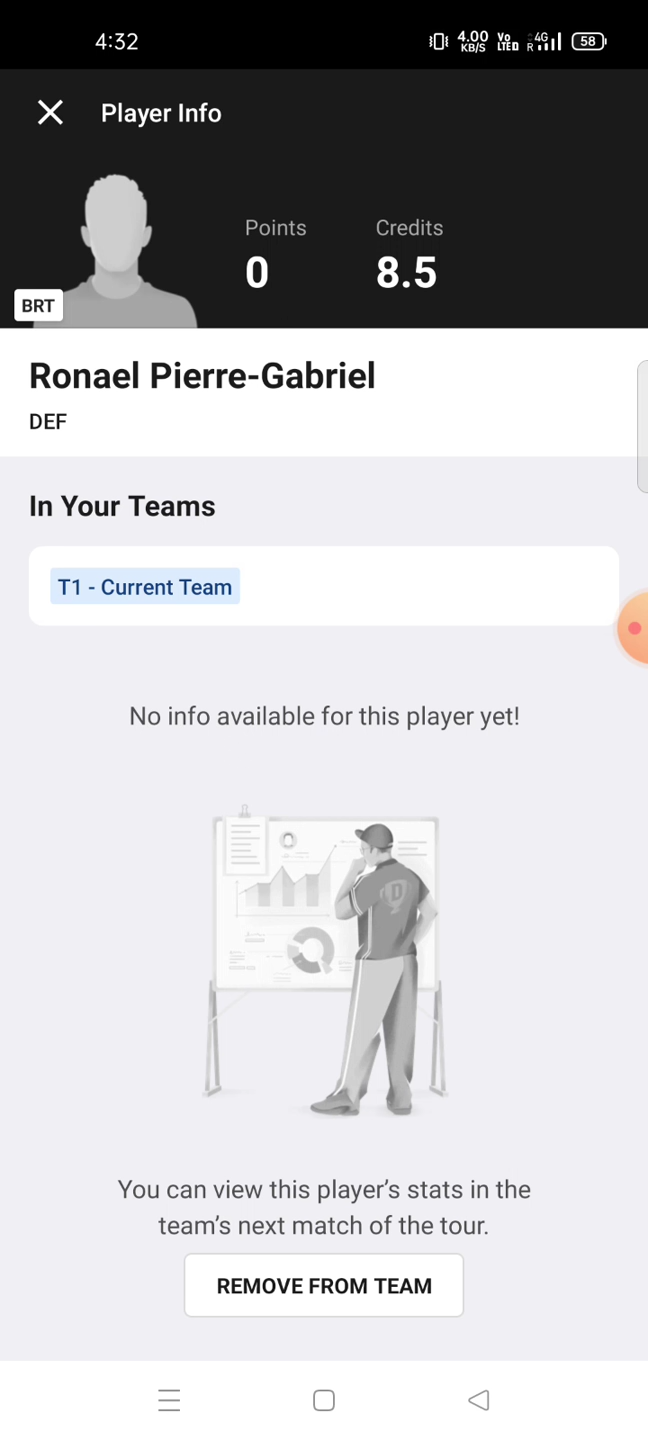 4:32
4.00 KB/S
Vo LTE
4G
R
58
Player Info
Points
Credits
0
8.5
BRT
Ronael Pierre-Gabriel
DEF
In Your Teams
T1 - Current Team
No info available for this player yet!
D
You can view this player's stats in the
team's next match of the tour.
REMOVE FROM TEAM